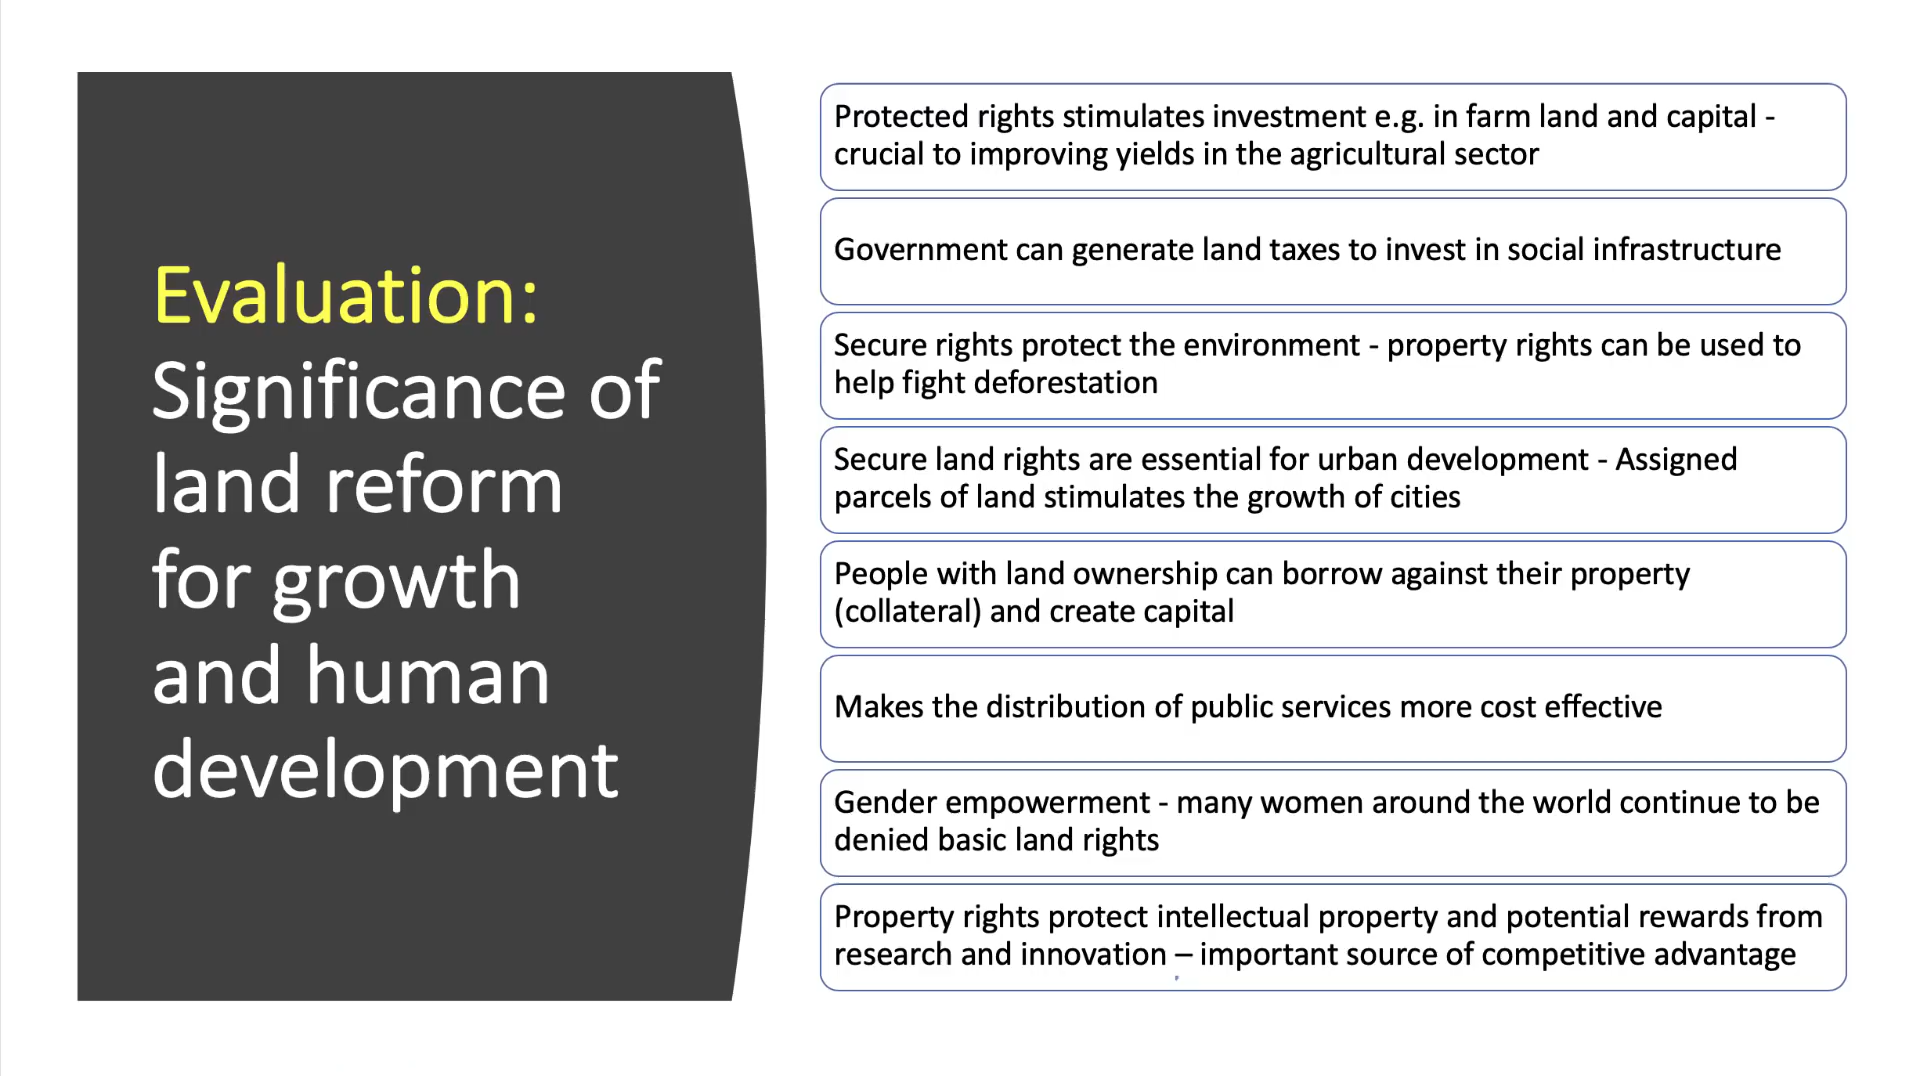 Evaluation:
Significance of
land reform
for growth
and human
development
Protected rights stimulates investment e.g. in farm land and capital -
crucial to improving yields in the agricultural sector
Government can generate land taxes to invest in social infrastructure
Secure rights protect the environment - property rights can be used to
help fight deforestation
Secure land rights are essential for urban development - Assigned
parcels of land stimulates the growth of cities
People with land ownership can borrow against their property
(collateral) and create capital
Makes the distribution of public services more cost effective
Gender empowerment - many women around the world continue to be
denied basic land rights
Property rights protect intellectual property and potential rewards from
research and innovation – important source of competitive advantage